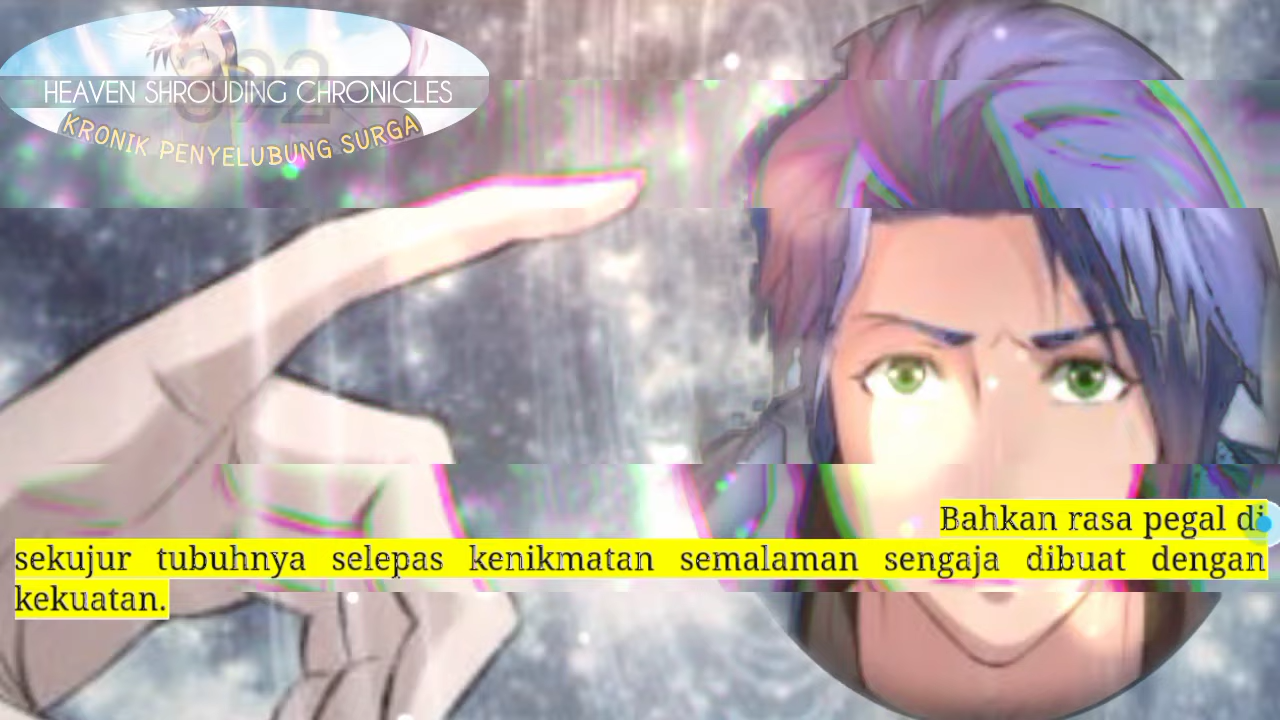 392
HEAVEN SHROUDING CHRONICLES
KRONIK PENYELUBUNG SURGA
Bahkan rasa pegal di
sekujur tubuhnya selepas kenikmatan semalaman sengaja dibuat dengan
kekuatan.